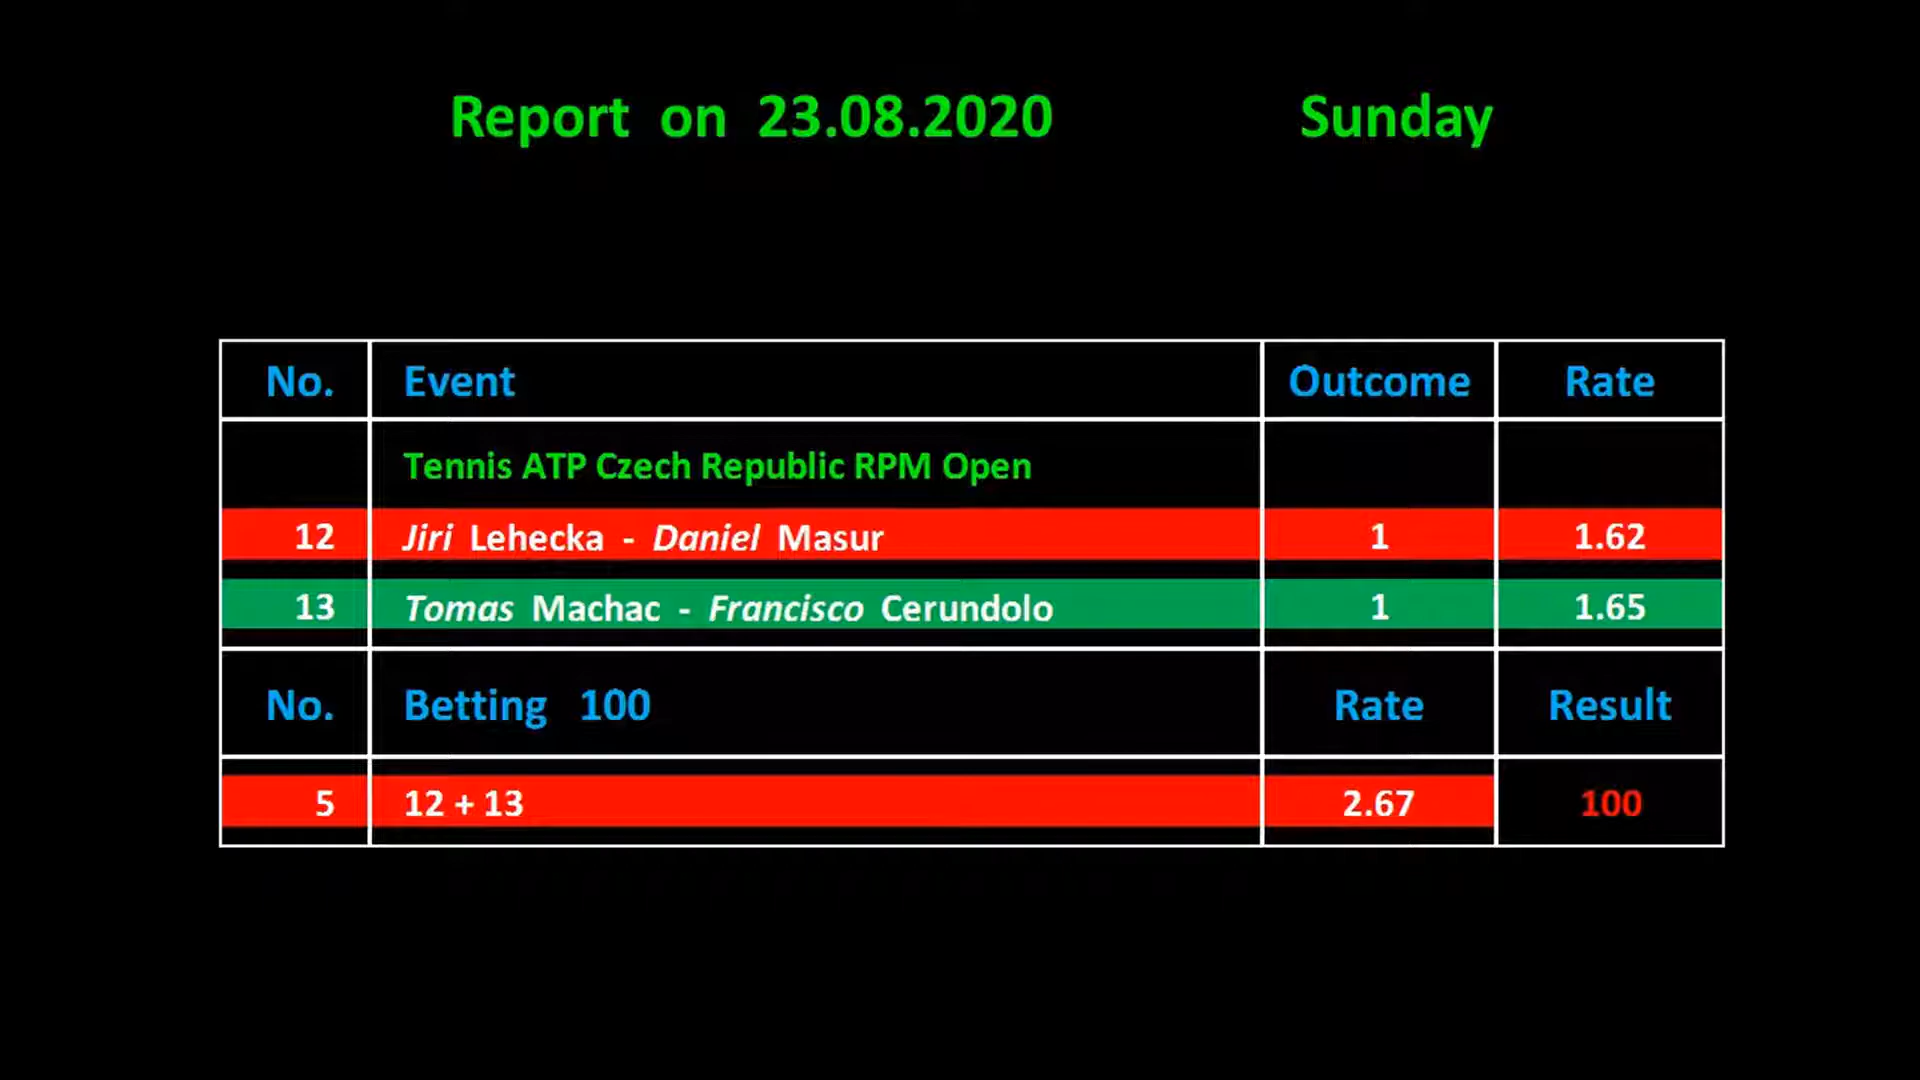 Report on 23.08.2020 Sunday
No. Event Outcome Rate
Tennis ATP Czech Republic RPM Open
12 Jiri Lehecka - Daniel Masur 1 1.62
13 Tomas Machac - Francisco Cerundolo 1 1.65
No. Betting 100 Rate Result
5 12 + 13 2.67 100